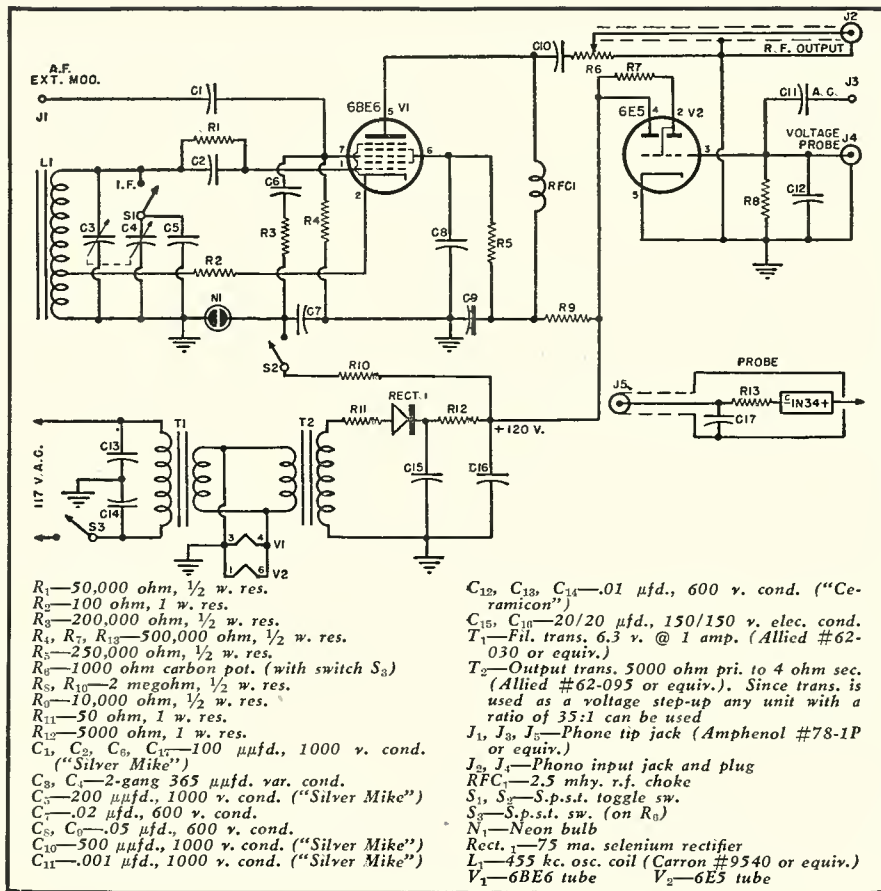 A.F.
EXT. MOD.
J1
C1
R1
C2
L1
I.F.
S1
C3
C4
C5
R2
N1
C6
R3
R4
7
1
2
6BE6
5
V1
6
C8
R5
C7
C9
S2
R10
RFC1
R9
C10
R6
R7
J2
R.F. OUTPUT
6E5
4
2
V2
3
5
C11
A.C.
J3
VOLTAGE
PROBE
J4
R8
C12
PROBE
J5
R13
C17
C IN34+
117 V.A.C.
C13
C14
S3
T1
T2
3
4
V1
1
6
V2
R11
RECT. 1
R12
+120 V.
C15
C16
R₁—50,000 ohm, ½ w. res.
R₂—100 ohm, 1 w. res.
R₃—200,000 ohm, ½ w. res.
R₄, R₇, R₁₃—500,000 ohm, ½ w. res.
R₅—250,000 ohm, ½ w. res.
R₆—1000 ohm carbon pot. (with switch S₃)
R₈, R₁₀—2 megohm, ½ w. res.
R₉—10,000 ohm, ½ w. res.
R₁₁—50 ohm, 1 w. res.
R₁₂—5000 ohm, 1 w. res.
C₁, C₂, C₆, C₁₇—100 μμfd., 1000 v. cond.
("Silver Mike")
C₃, C₄—2-gang 365 μμfd. var. cond.
C₅—200 μμfd., 1000 v. cond. ("Silver Mike")
C₇—.02 μfd., 600 v. cond.
C₈, C₉—.05 μfd., 600 v. cond.
C₁₀—500 μμfd., 1000 v. cond. ("Silver Mike")
C₁₁—.001 μfd., 1000 v. cond. ("Silver Mike")
C₁₂, C₁₃, C₁₄—.01 μfd., 600 v. cond. ("Ce-
ramicon")
C₁₅, C₁₆—20/20 μfd., 150/150 v. elec. cond.
T₁—Fil. trans. 6.3 v. @ 1 amp. (Allied #62-
030 or equiv.)
T₂—Output trans. 5000 ohm pri. to 4 ohm sec.
(Allied #62-095 or equiv.). Since trans. is
used as a voltage step-up any unit with a
ratio of 35:1 can be used
J₁, J₃, J₅—Phone tip jack (Amphenol #78-1P
or equiv.)
J₂, J₄—Phono input jack and plug
RFC₁—2.5 mhy. r.f. choke
S₁, S₂—S.p.s.t. toggle sw.
S₃—S.p.s.t. sw. (on R₆)
N₁—Neon bulb
Rect. ₁—75 ma. selenium rectifier
L₁—455 kc. osc. coil (Carron #9540 or equiv.)
V₁—6BE6 tube V₂—6E5 tube